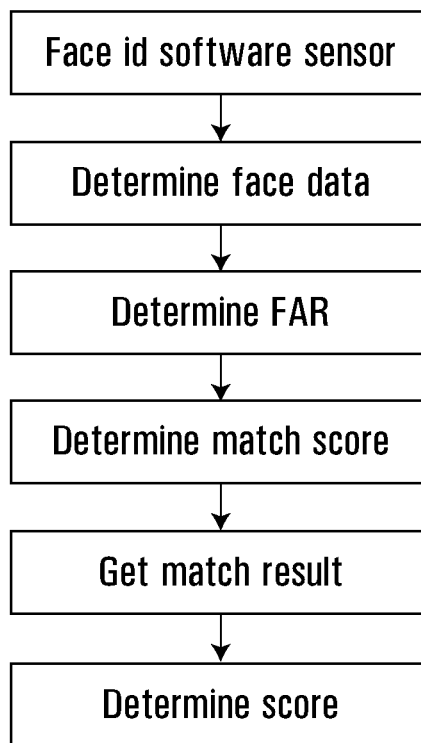 Face id software sensor
Determine face data
Determine FAR
Determine match score
Get match result
Determine score